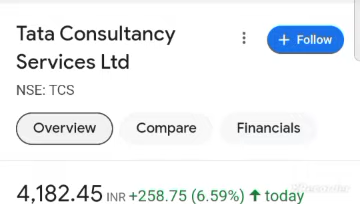 Tata Consultancy
Services Ltd
+ Follow
NSE: TCS
Overview
Compare
Financials
4,182.45 INR +258.75 (6.59%) ↑ today